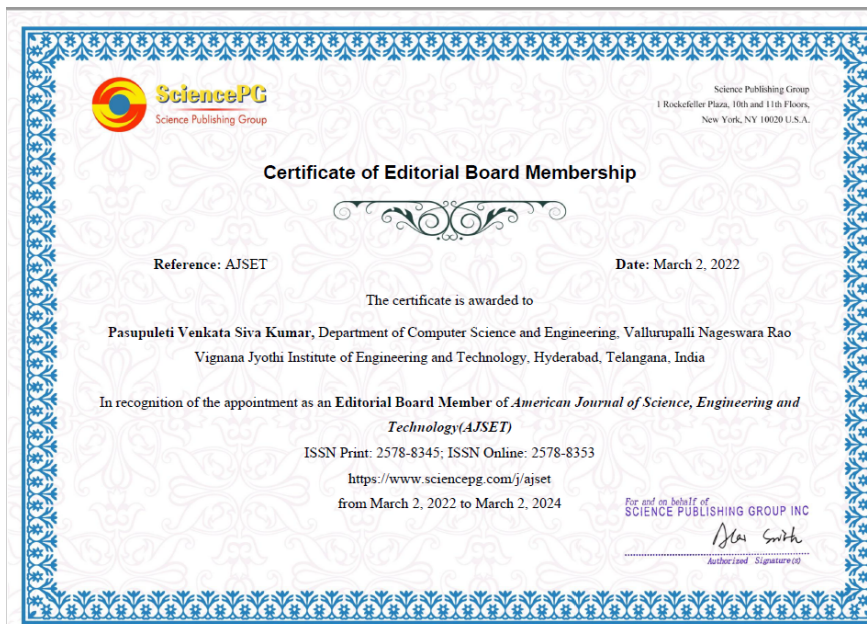 SciencePG
Science Publishing Group
Science Publishing Group
1 Rockefeller Plaza, 10th and 11th Floors,
New York, NY 10020 U.S.A.
Certificate of Editorial Board Membership
Reference: AJSET
Date: March 2, 2022
The certificate is awarded to
Pasupuleti Venkata Siva Kumar, Department of Computer Science and Engineering, Vallurupalli Nageswara Rao
Vignana Jyothi Institute of Engineering and Technology, Hyderabad, Telangana, India
In recognition of the appointment as an Editorial Board Member of American Journal of Science, Engineering and
Technology(AJSET)
ISSN Print: 2578-8345; ISSN Online: 2578-8353
https://www.sciencepg.com/j/ajset
from March 2, 2022 to March 2, 2024
For and on behalf of
SCIENCE PUBLISHING GROUP INC
Smith
Authorized Signature(s)